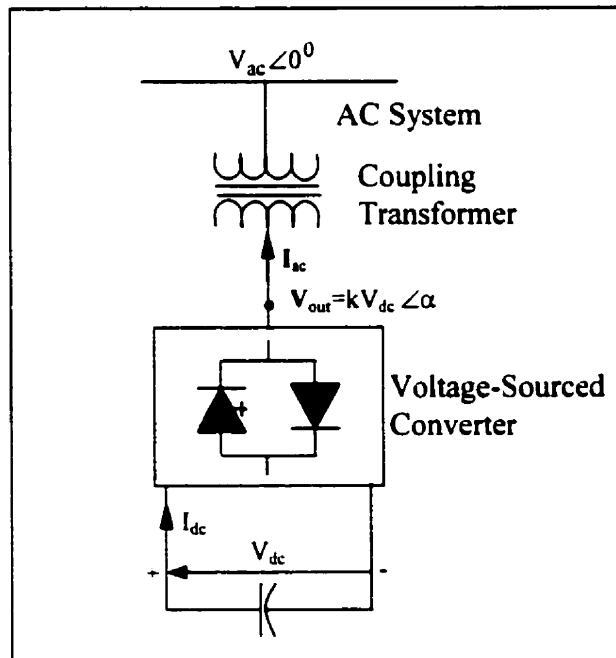 V_ac ∠0⁰
AC System
Coupling
Transformer
I_ac
V_out=kV_dc ∠α
+
Voltage-Sourced
Converter
I_dc
V_dc
+ -